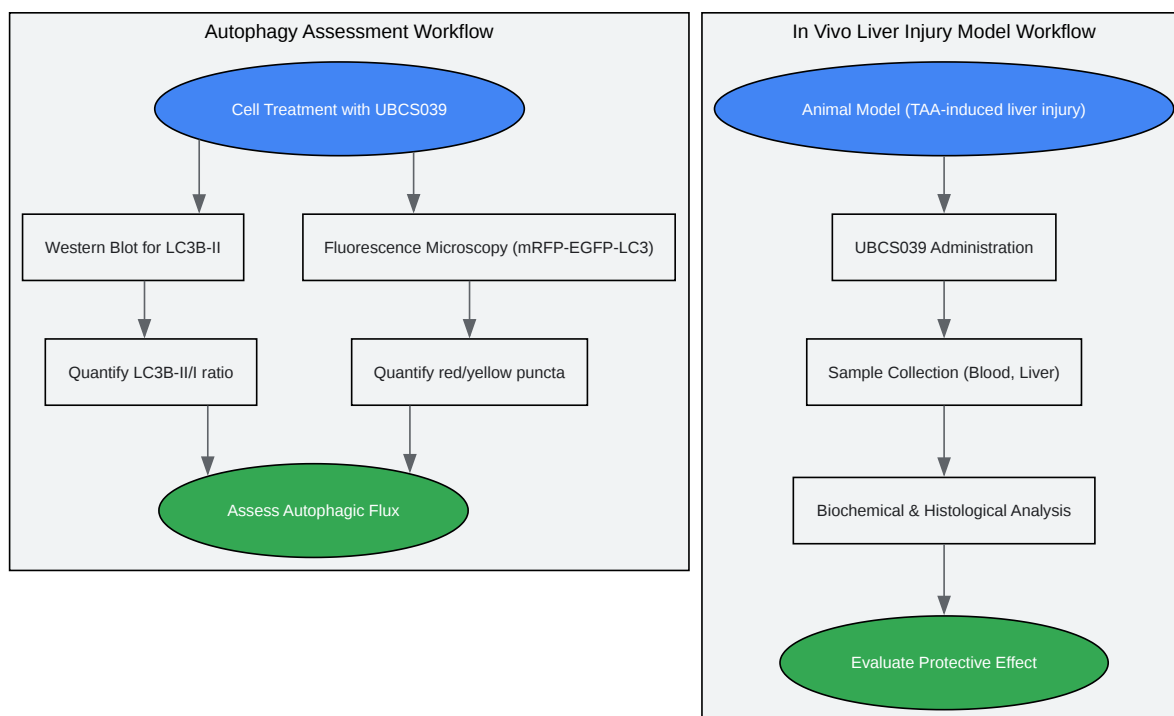 Autophagy Assessment Workflow
Cell Treatment with UBCS039
Western Blot for LC3B-II
Fluorescence Microscopy (mRFP-EGFP-LC3)
Quantify LC3B-II/I ratio
Quantify red/yellow puncta
Assess Autophagic Flux
In Vivo Liver Injury Model Workflow
Animal Model (TAA-induced liver injury)
UBCS039 Administration
Sample Collection (Blood, Liver)
Biochemical & Histological Analysis
Evaluate Protective Effect